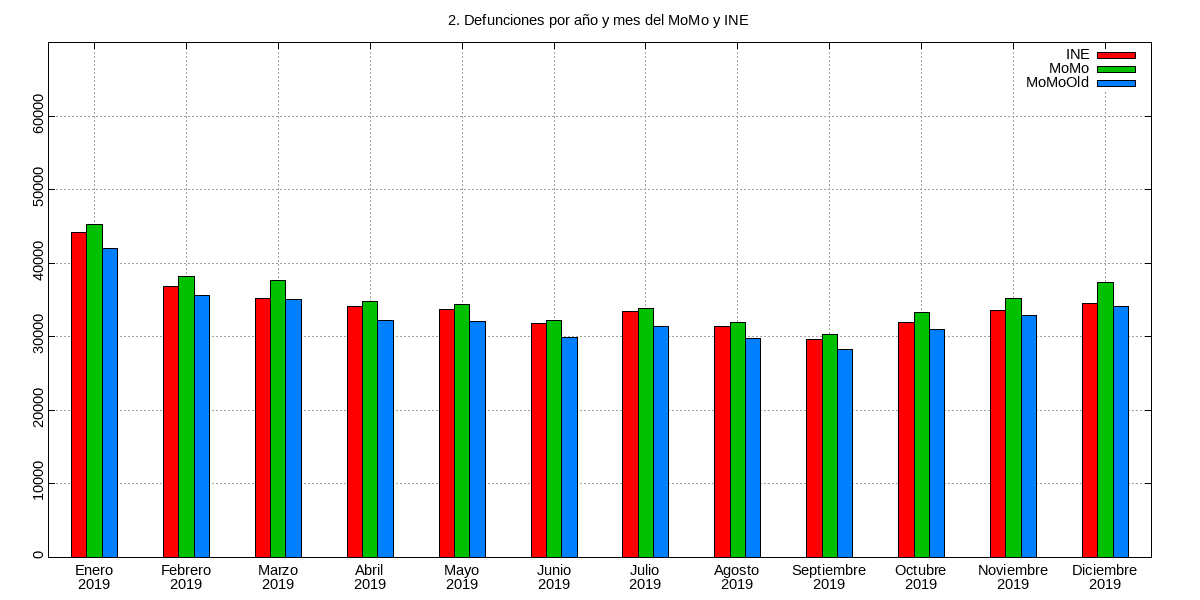 2. Defunciones por año y mes del MoMo y INE
INE
MoMo
MoMoOld
60000
50000
40000
30000
20000
10000
0
Enero Febrero Marzo Abril Mayo Junio Julio Agosto Septiembre Octubre Noviembre Diciembre
2019 2019 2019 2019 2019 2019 2019 2019 2019 2019 2019 2019